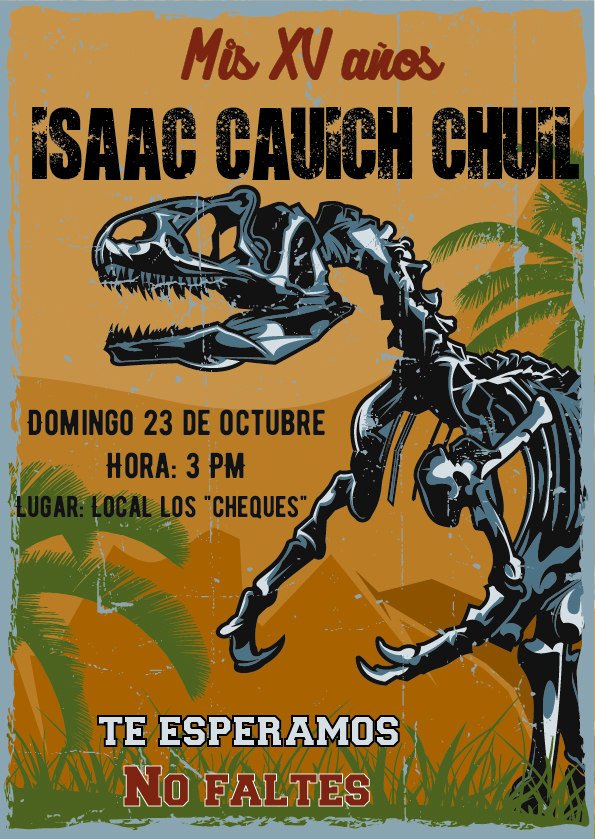 Mis XV años
ISAAC CAUICH CHUIL
DOMINGO 23 DE OCTUBRE
HORA: 3 PM
LUGAR: LOCAL LOS "CHEQUES"
TE ESPERAMOS
NO FALTES